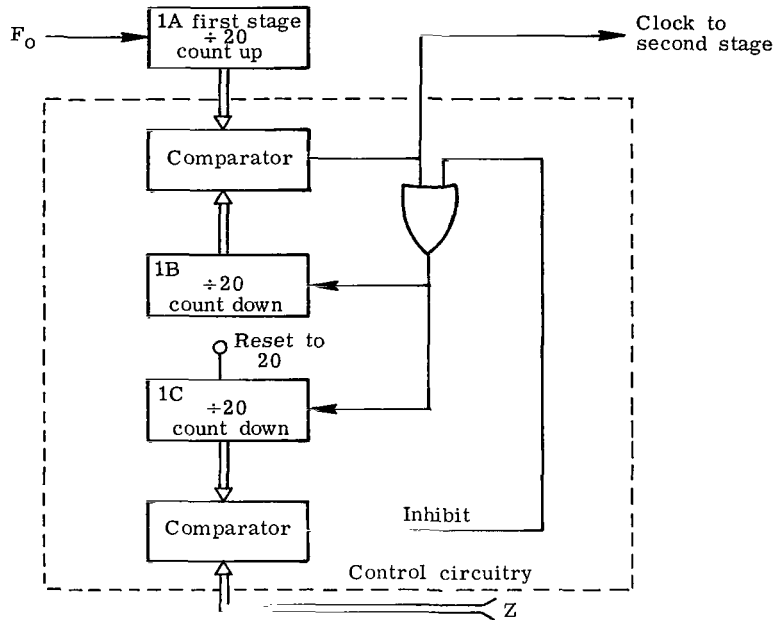 F₀
1A first stage
÷20
count up
Clock to
second stage
Comparator
1B
÷20
count down
Reset to
20
1C
÷20
count down
Comparator
Inhibit
Control circuitry
Z